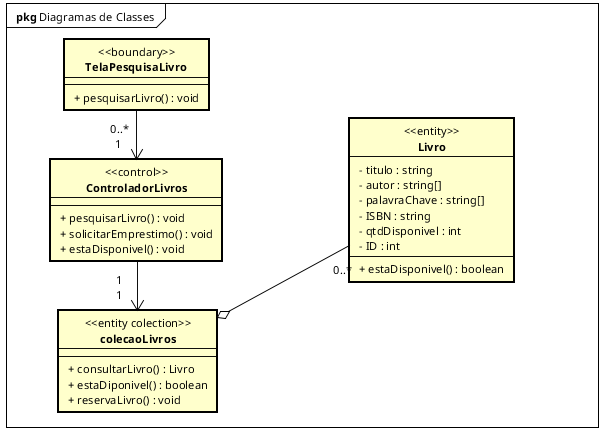 pkg Diagramas de Classes
<<boundary>>
TelaPesquisaLivro
+ pesquisarLivro() : void
0..*
1
<<control>>
ControladorLivros
+ pesquisarLivro() : void
+ solicitarEmprestimo() : void
+ estaDisponivel() : void
1
1
<<entity colection>>
colecaoLivros
+ consultarLivro() : Livro
+ estaDiponivel() : boolean
+ reservaLivro() : void
<<entity>>
Livro
- titulo : string
- autor : string[]
- palavraChave : string[]
- ISBN : string
- qtdDisponivel : int
- ID : int
+ estaDisponivel() : boolean
0..*